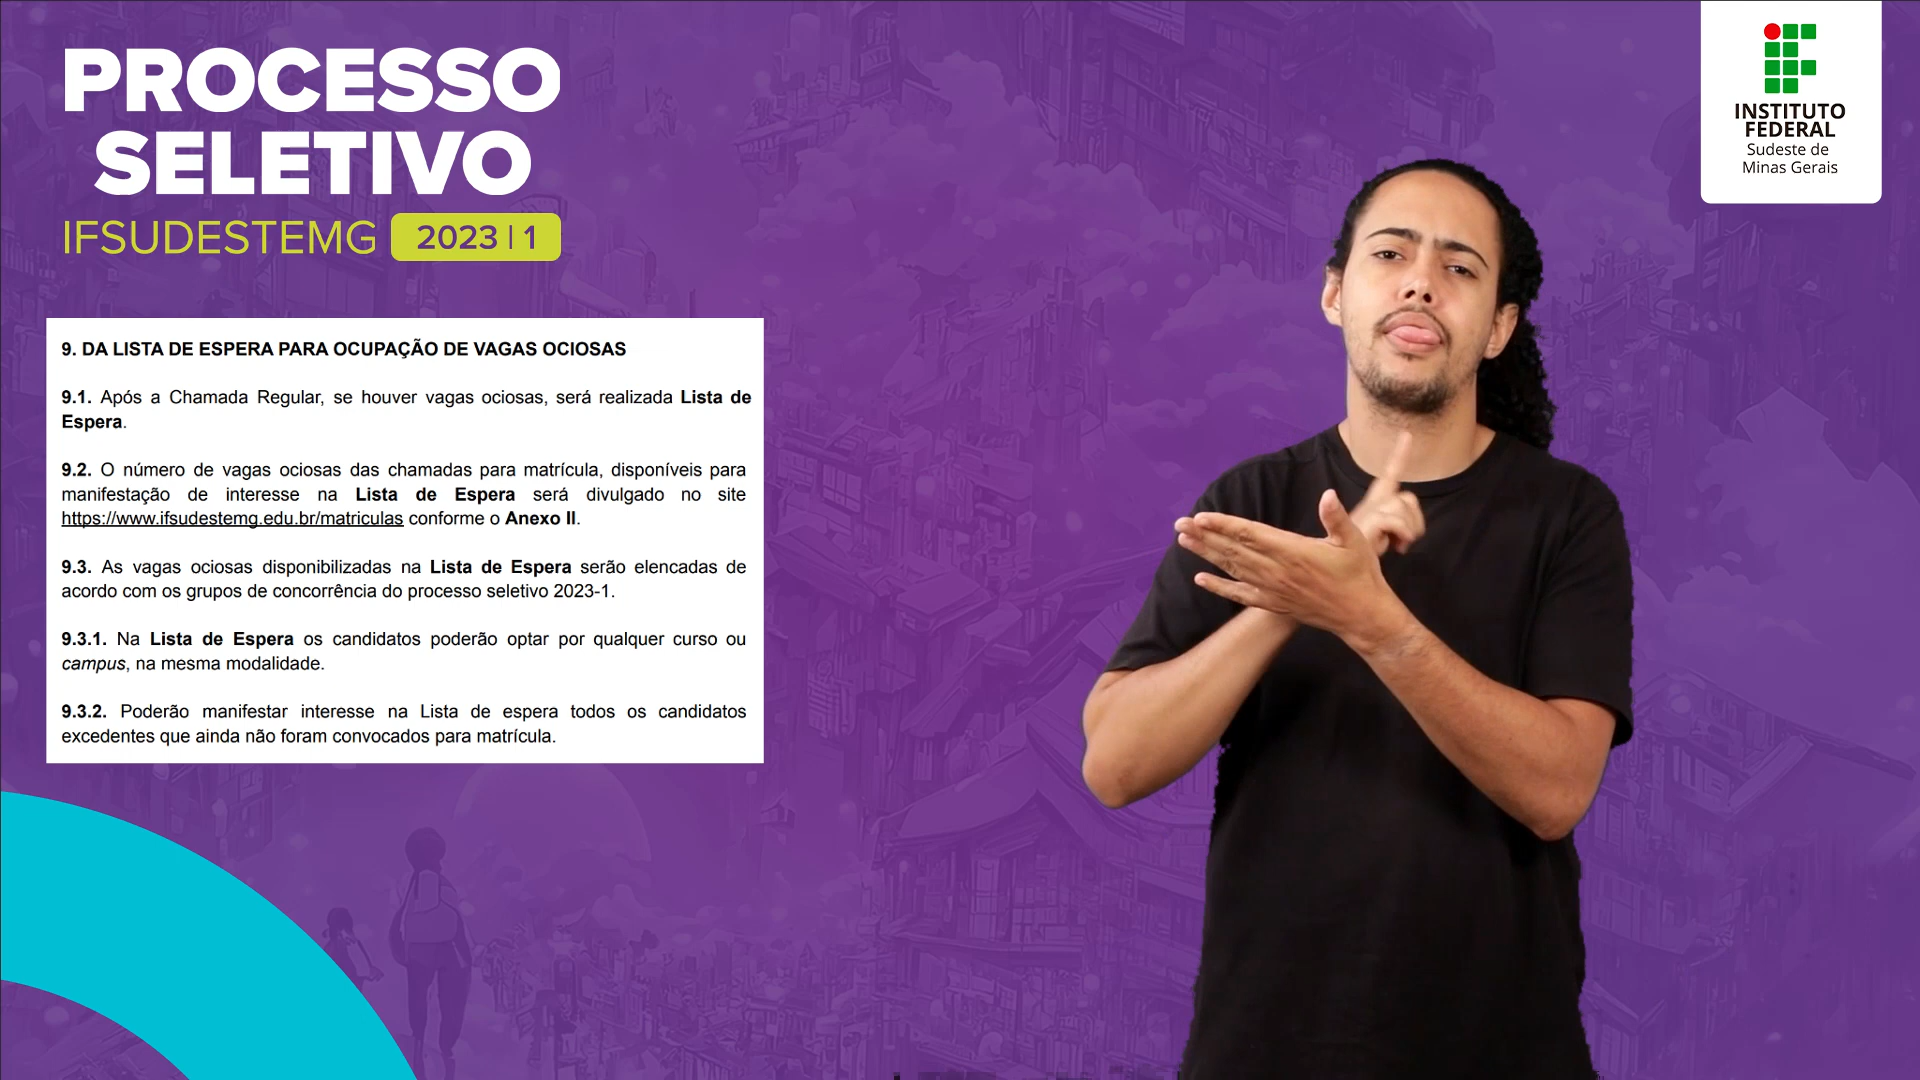 PROCESSO
SELETIVO
IFSUDESTEMG 2023 | 1
INSTITUTO
FEDERAL
Sudeste de
Minas Gerais
9. DA LISTA DE ESPERA PARA OCUPAÇÃO DE VAGAS OCIOSAS
9.1. Após a Chamada Regular, se houver vagas ociosas, será realizada Lista de
Espera.
9.2. O número de vagas ociosas das chamadas para matrícula, disponíveis para
manifestação de interesse na Lista de Espera será divulgado no site
https://www.ifsudestemg.edu.br/matriculas conforme o Anexo II.
9.3. As vagas ociosas disponibilizadas na Lista de Espera serão elencadas de
acordo com os grupos de concorrência do processo seletivo 2023-1.
9.3.1. Na Lista de Espera os candidatos poderão optar por qualquer curso ou
campus, na mesma modalidade.
9.3.2. Poderão manifestar interesse na Lista de espera todos os candidatos
excedentes que ainda não foram convocados para matrícula.